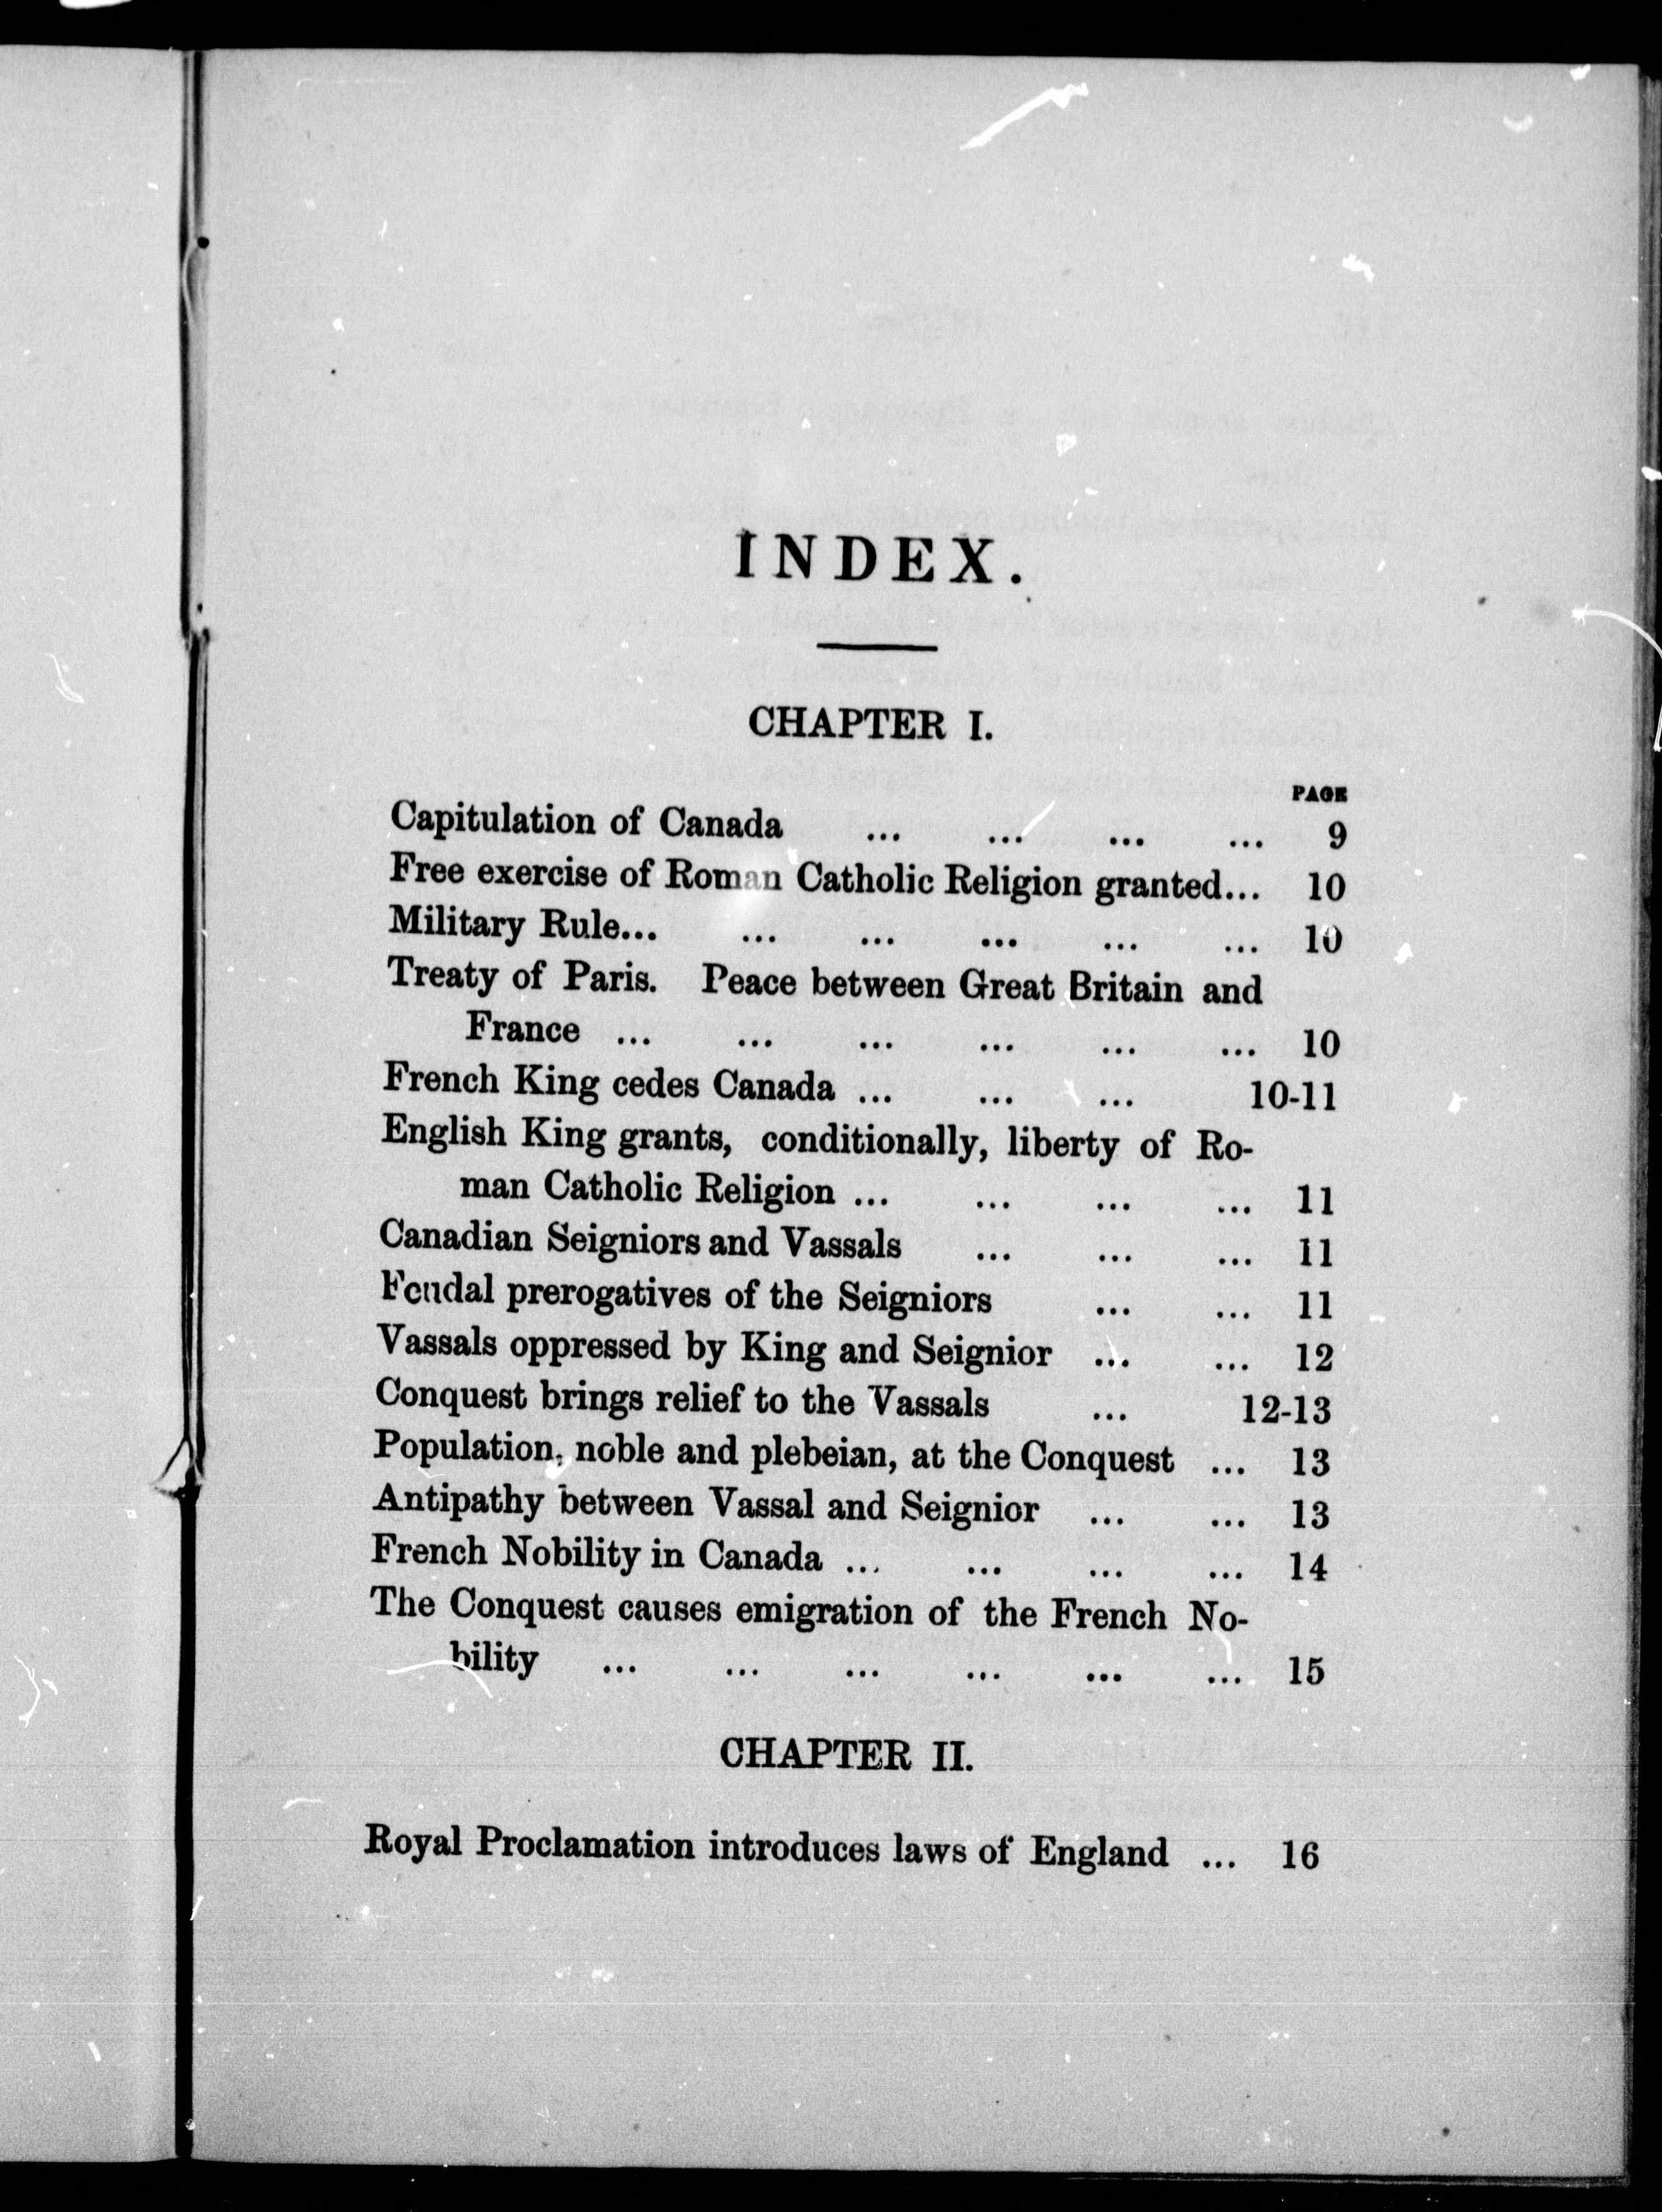 INDEX.
CHAPTER I.
PAGE
Capitulation of Canada ... ... ... ... 9
Free exercise of Roman Catholic Religion granted... 10
Military Rule... ... ... ... ... ... 10
Treaty of Paris. Peace between Great Britain and
France ... ... ... ... ... ... 10
French King cedes Canada ... ... ... 10-11
English King grants, conditionally, liberty of Ro-
man Catholic Religion ... ... ... ... 11
Canadian Seigniors and Vassals ... ... ... 11
Feudal prerogatives of the Seigniors ... ... 11
Vassals oppressed by King and Seignior ... ... 12
Conquest brings relief to the Vassals ... 12-13
Population, noble and plebeian, at the Conquest ... 13
Antipathy between Vassal and Seignior ... ... 13
French Nobility in Canada ... ... ... ... 14
The Conquest causes emigration of the French No-
bility ... ... ... ... ... ... 15
CHAPTER II.
Royal Proclamation introduces laws of England ... 16